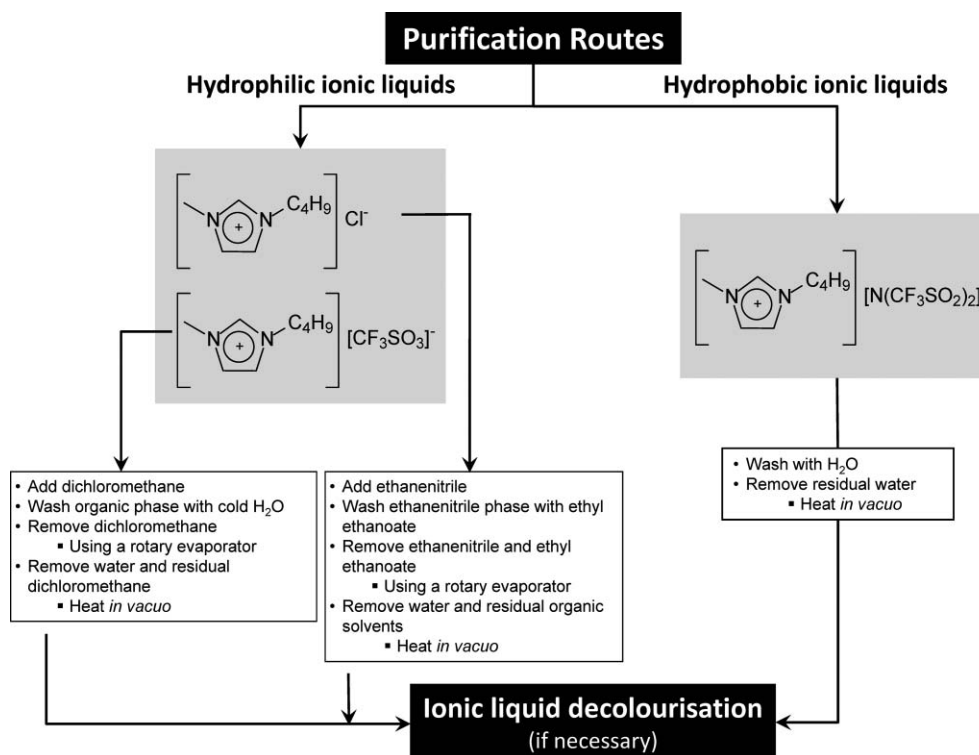 Purification Routes
Hydrophilic ionic liquids
Hydrophobic ionic liquids
N N C₄H₉ + Cl⁻
N N C₄H₉ + [CF₃SO₃]⁻
N N C₄H₉ + [N(CF₃SO₂)₂]
• Add dichloromethane
• Wash organic phase with cold H₂O
• Remove dichloromethane
▪ Using a rotary evaporator
• Remove water and residual
dichloromethane
▪ Heat in vacuo
• Add ethanenitrile
• Wash ethanenitrile phase with ethyl
ethanoate
• Remove ethanenitrile and ethyl
ethanoate
▪ Using a rotary evaporator
• Remove water and residual organic
solvents
▪ Heat in vacuo
• Wash with H₂O
• Remove residual water
▪ Heat in vacuo
Ionic liquid decolourisation
(if necessary)